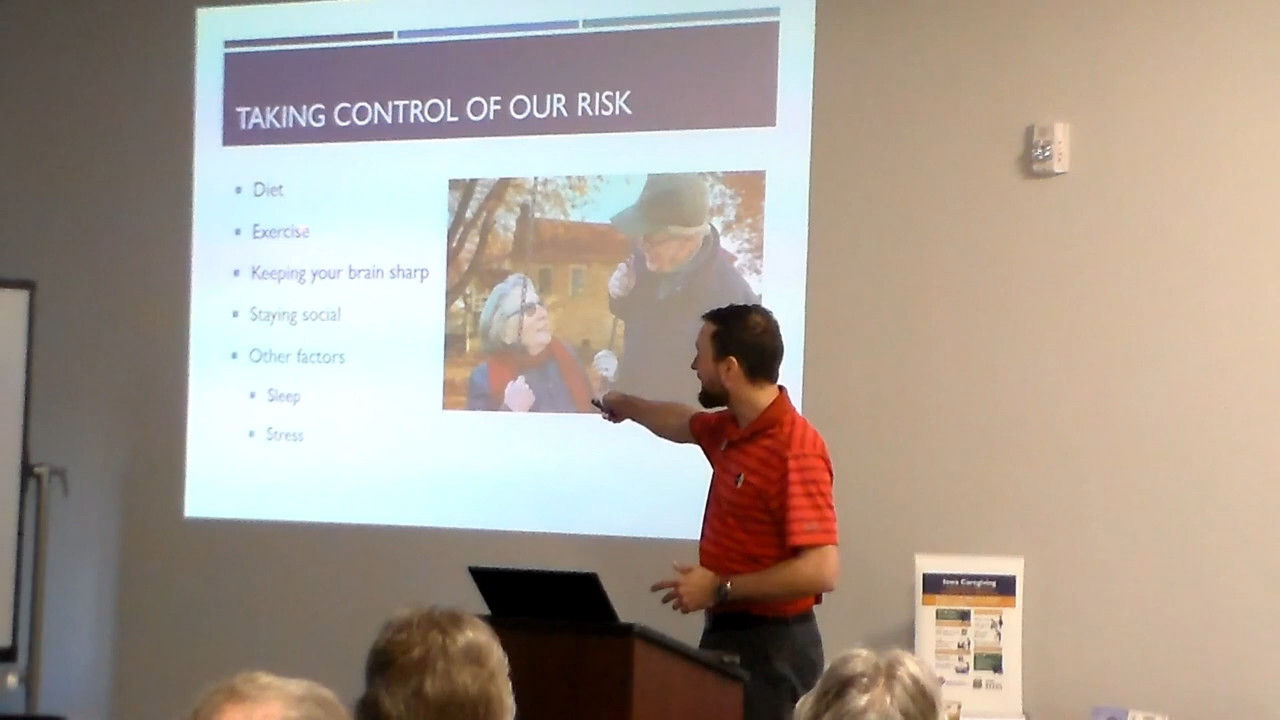 TAKING CONTROL OF OUR RISK
Diet
Exercise
Keeping your brain sharp
Staying social
Other factors
Sleep
Stress
Iowa Caregiving